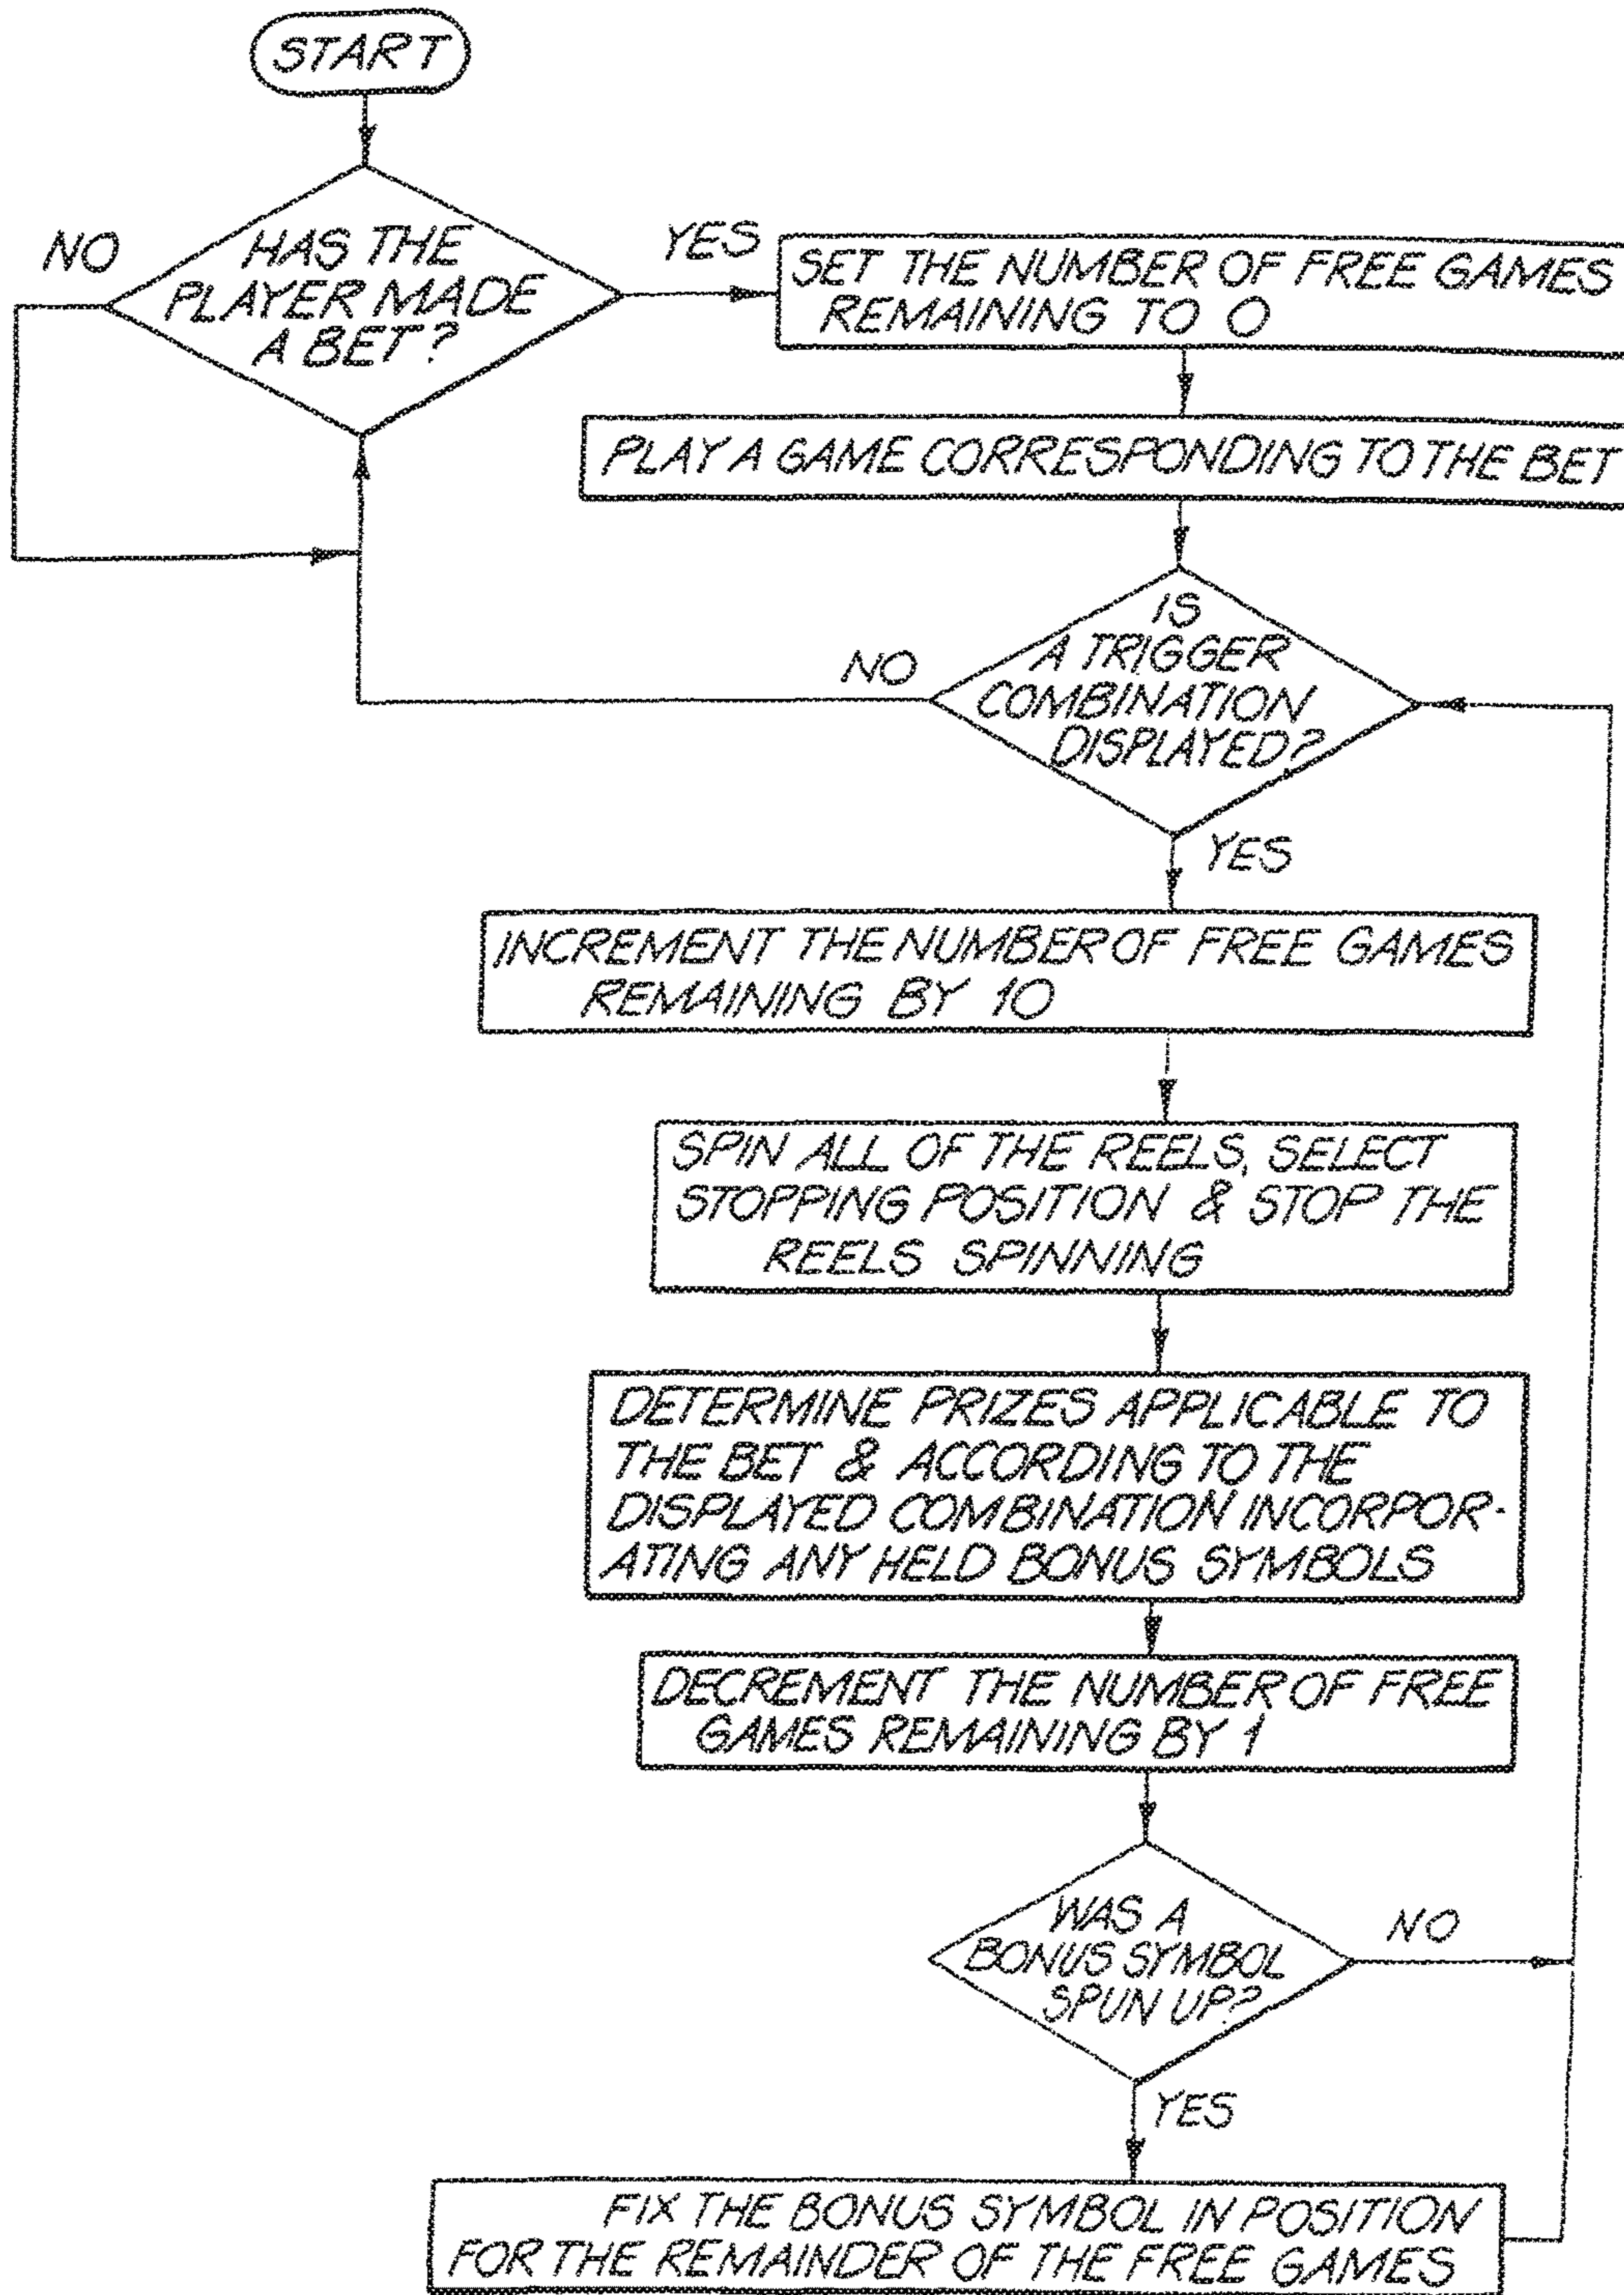 START
NO
HAS THE
PLAYER MADE
A BET?
YES
SET THE NUMBER OF FREE GAMES
REMAINING TO 0
PLAY A GAME CORRESPONDING TO THE BET
IS
A TRIGGER
COMBINATION
DISPLAYED?
NO
YES
INCREMENT THE NUMBER OF FREE GAMES
REMAINING BY 10
SPIN ALL OF THE REELS, SELECT
STOPPING POSITION & STOP THE
REELS SPINNING
DETERMINE PRIZES APPLICABLE TO
THE BET & ACCORDING TO THE
DISPLAYED COMBINATION INCORPOR-
ATING ANY HELD BONUS SYMBOLS
DECREMENT THE NUMBER OF FREE
GAMES REMAINING BY 1
WAS A
BONUS SYMBOL
SPUN UP?
NO
YES
FIX THE BONUS SYMBOL IN POSITION
FOR THE REMAINDER OF THE FREE GAMES